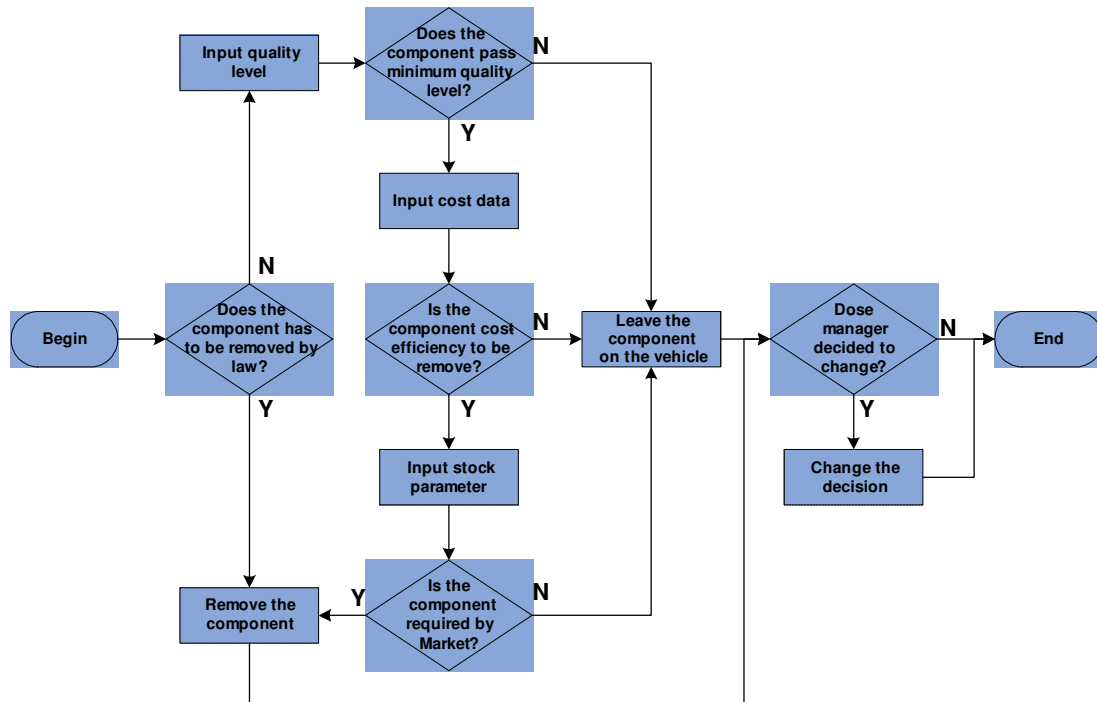 Input quality
level
Does the
component pass
minimum quality
level?
N
Y
Input cost data
N
Begin
Does the
component has
to be removed by
law?
Y
Is the
component cost
efficiency to be
remove?
N
Y
Leave the
component
on the vehicle
Dose
manager
decided to
change?
N
Y
End
Input stock
parameter
Change the
decision
Remove the
component
Y
Is the
component
required by
Market?
N